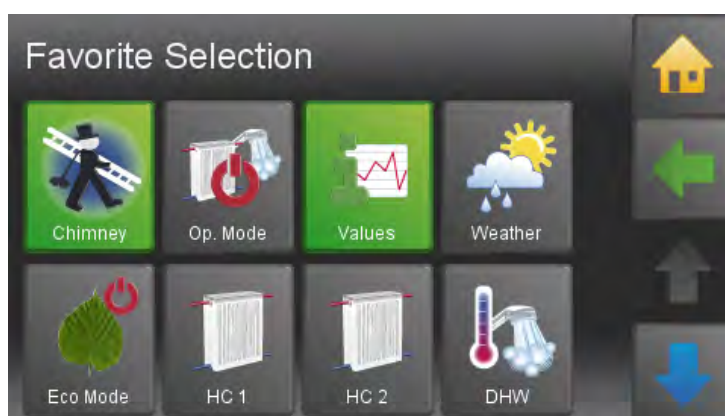 Favorite Selection
Chimney
Op. Mode
Values
Weather
Eco Mode
HC 1
HC 2
DHW